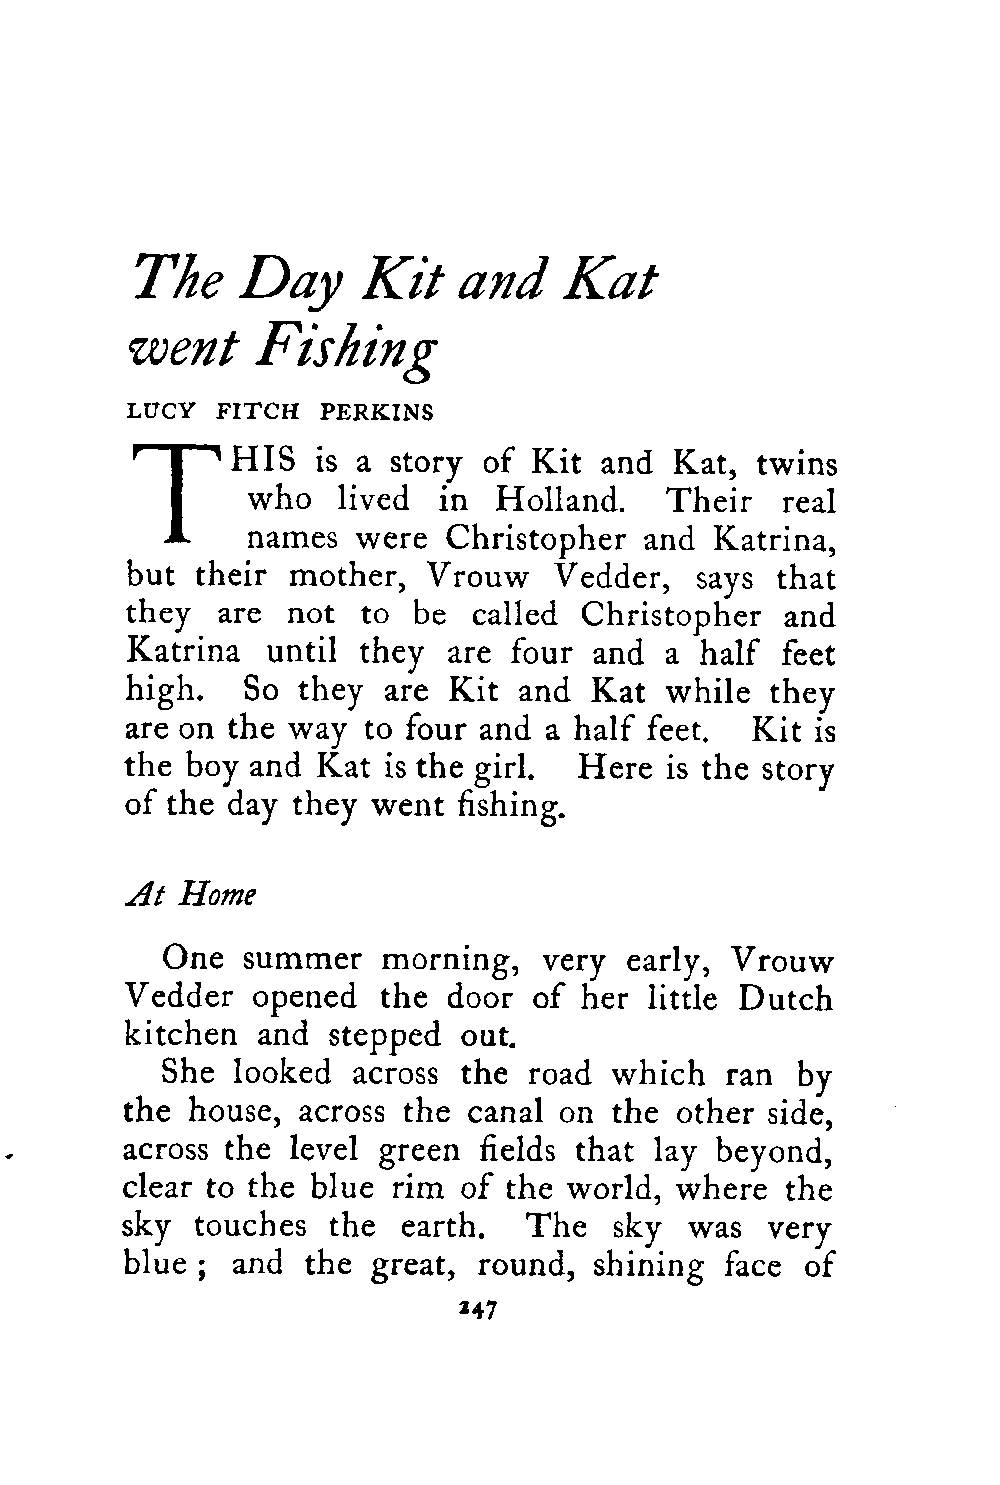 The Day Kit and Kat
went Fishing
LUCY FITCH PERKINS
THIS is a story of Kit and Kat, twins
who lived in Holland. Their real
names were Christopher and Katrina,
but their mother, Vrouw Vedder, says that
they are not to be called Christopher and
Katrina until they are four and a half feet
high. So they are Kit and Kat while they
are on the way to four and a half feet. Kit is
the boy and Kat is the girl. Here is the story
of the day they went fishing.
At Home
One summer morning, very early, Vrouw
Vedder opened the door of her little Dutch
kitchen and stepped out.
She looked across the road which ran by
the house, across the canal on the other side,
across the level green fields that lay beyond,
clear to the blue rim of the world, where the
sky touches the earth. The sky was very
blue ; and the great, round, shining face of
247